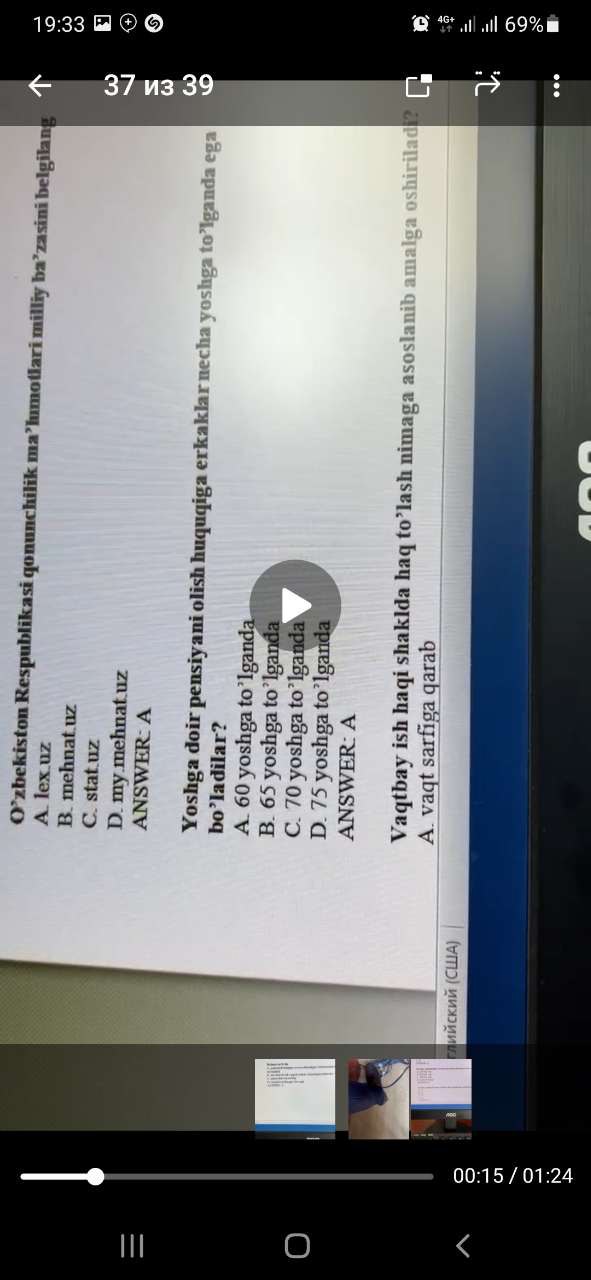 19:33
4G+
69%
37 из 39
O'zbekiston Respublikasi qonunchilik ma'lumotlari milliy ba'zasini belgilang
A. lex.uz
B. mehnat.uz
C. stat.uz
D. my.mehnat.uz
ANSWER: A
Yoshga doir pensiyani olish huquqiga erkaklar necha yoshga to'lganda ega
bo'ladilar?
A. 60 yoshga to'lganda
B. 65 yoshga to'lganda
C. 70 yoshga to'lganda
D. 75 yoshga to'lganda
ANSWER: A
Vaqtbay ish haqi shaklda haq to'lash nimaga asoslanib amalga oshiriladi?
A. vaqt sarfiga qarab
(США)
00:15 / 01:24